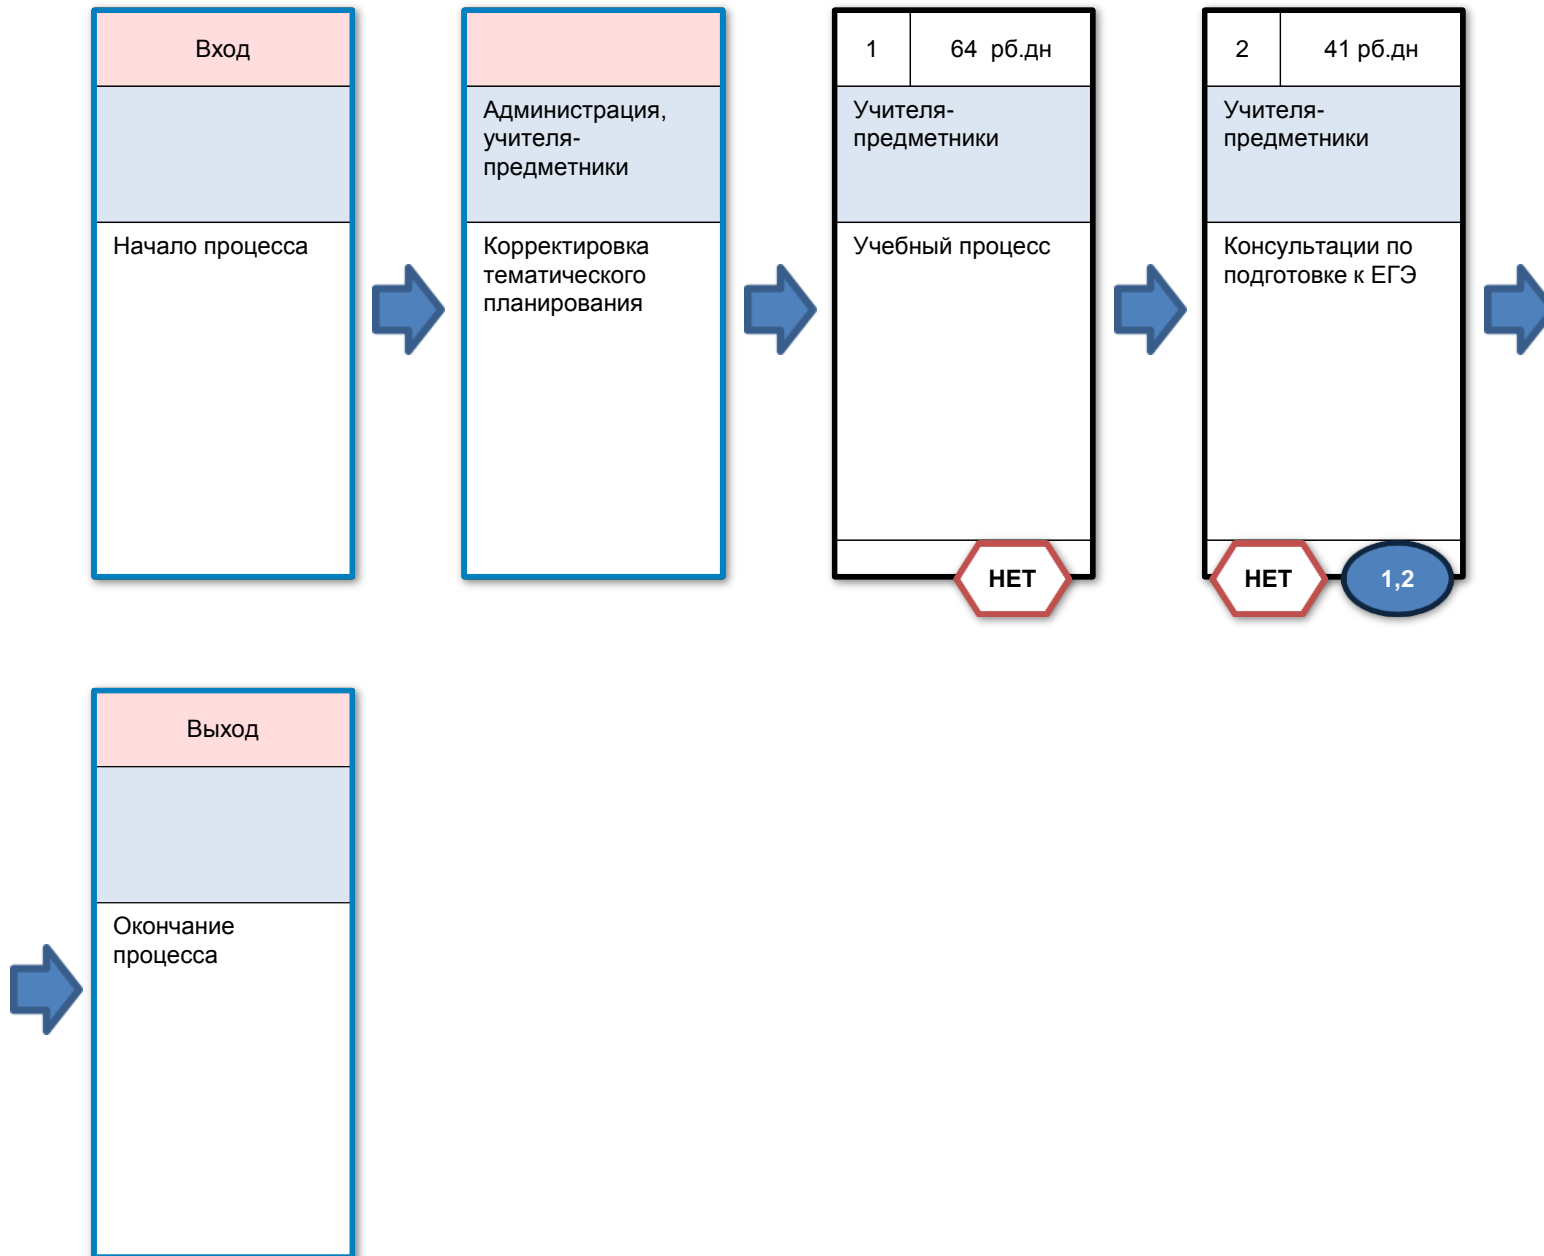 Вход
Начало процесса
Администрация,
учителя-
предметники
Корректировка
тематического
планирования
1
64 рб.дн
Учителя-
предметники
Учебный процесс
НЕТ
2
41 рб.дн
Учителя-
предметники
Консультации по
подготовке к ЕГЭ
НЕТ
1,2
Выход
Окончание
процесса